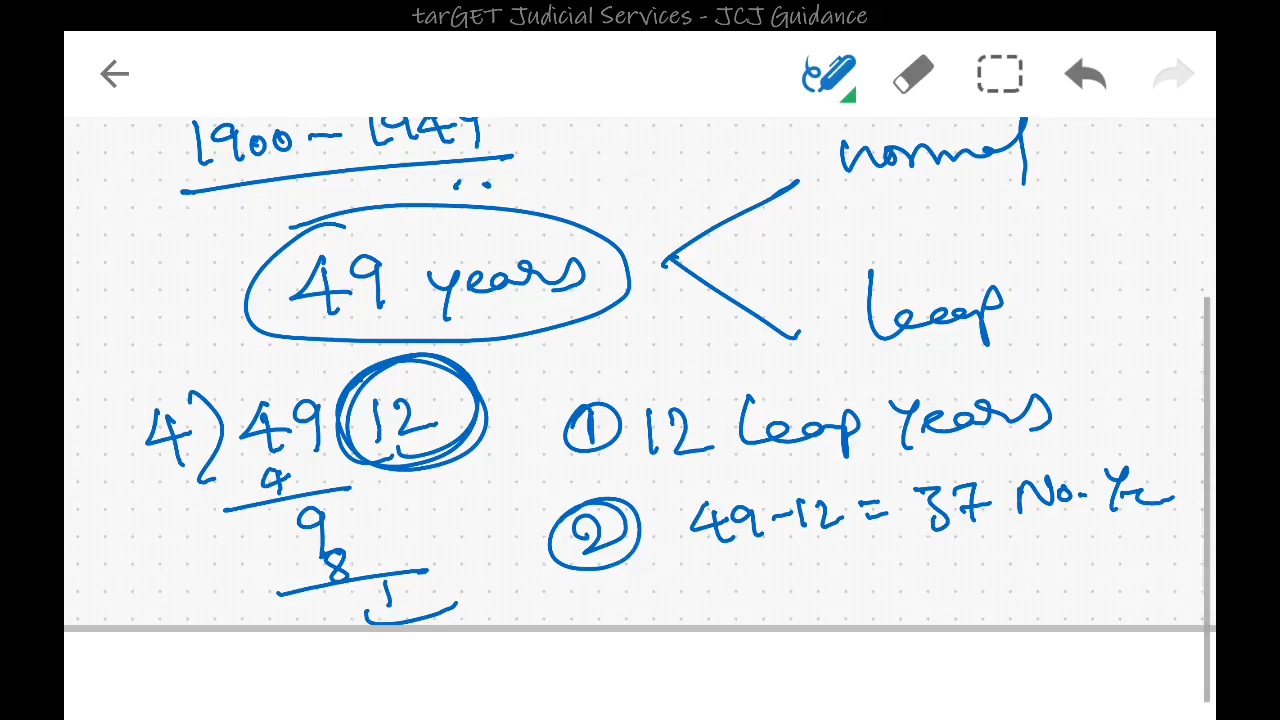 tarGET Judicial Services - JCJ Guidance
1900 - 1949
normal
49 years
leap
4) 49 (12
4
9
8
1
① 12 leap years
② 49-12 = 37 No. Yr